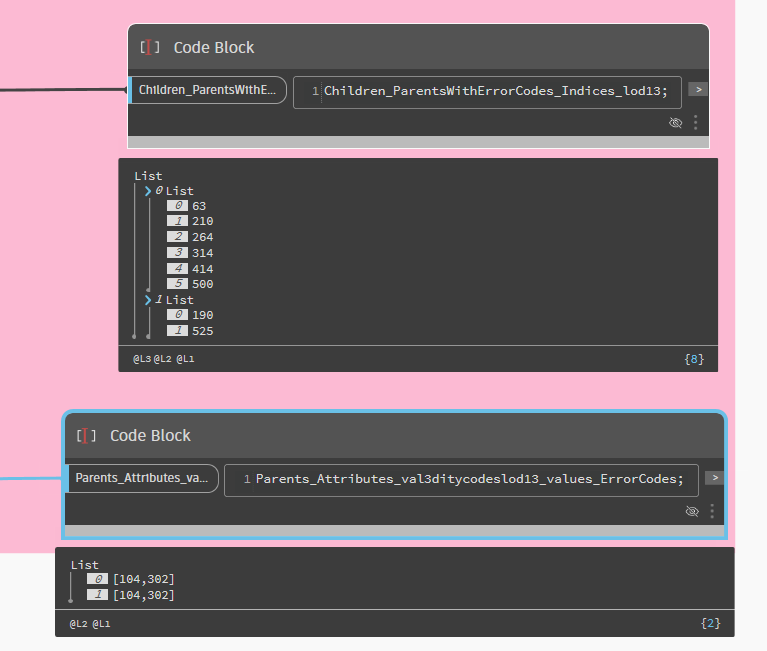 [I] Code Block
Children_ParentsWithE...
1 Children_ParentsWithErrorCodes_Indices_lod13; >
List
0 List
0 63
1 210
2 264
3 314
4 414
5 500
1 List
0 190
1 525
@L3 @L2 @L1 {8}
[I] Code Block
Parents_Attributes_va...
1 Parents_Attributes_val3ditycodeslod13_values_ErrorCodes; >
List
0 [104,302]
1 [104,302]
@L2 @L1 {2}